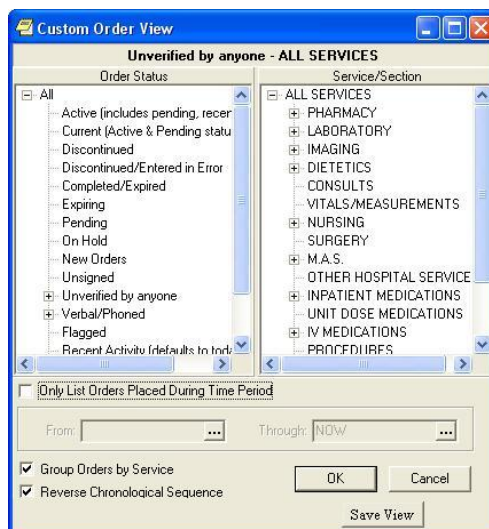 Custom Order View
Unverified by anyone - ALL SERVICES
Order Status
All
Active (includes pending, recen
Current (Active & Pending statu
Discontinued
Discontinued/Entered in Error
Completed/Expired
Expiring
Pending
On Hold
New Orders
Unsigned
Unverified by anyone
Verbal/Phoned
Flagged
Recent Activity (defaults to toda
Service/Section
ALL SERVICES
PHARMACY
LABORATORY
IMAGING
DIETETICS
CONSULTS
VITALS/MEASUREMENTS
NURSING
SURGERY
M.A.S.
OTHER HOSPITAL SERVICE
INPATIENT MEDICATIONS
UNIT DOSE MEDICATIONS
IV MEDICATIONS
PROCEDURES
Only List Orders Placed During Time Period
From: ... Through: NOW ...
Group Orders by Service
Reverse Chronological Sequence
OK Cancel
Save View